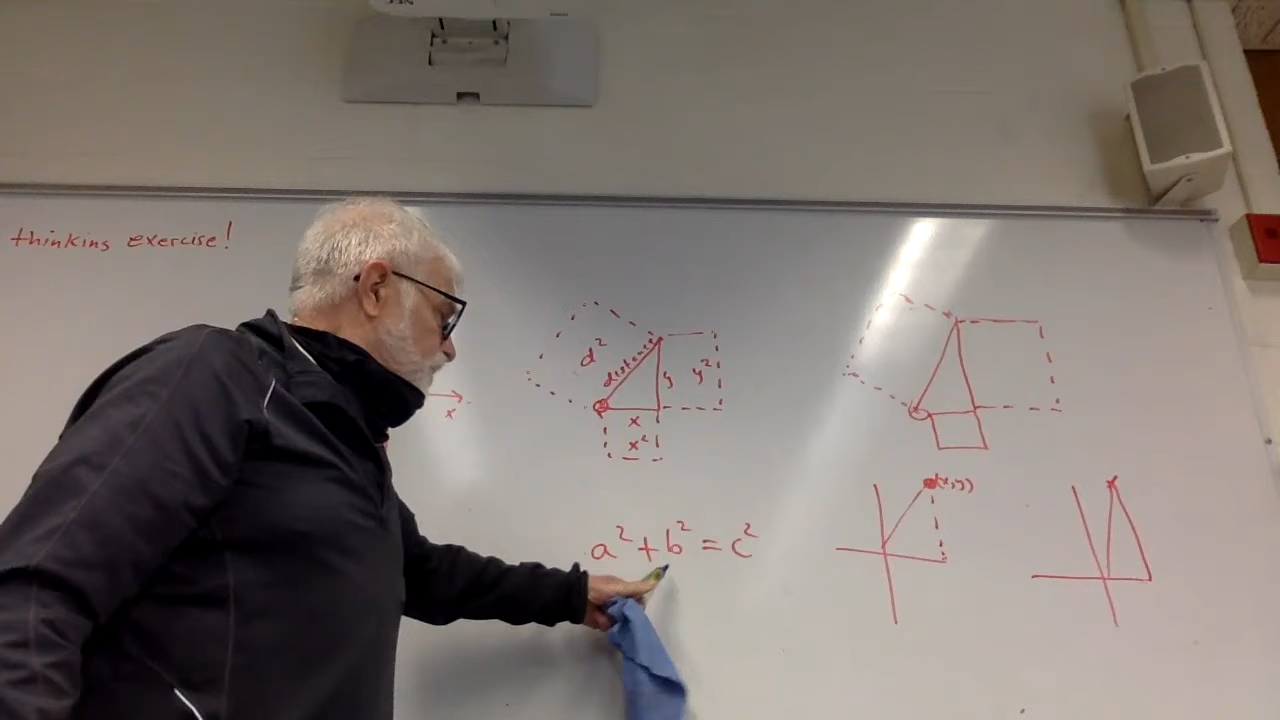 thinking exercise!
x
d²
distance
y
y²
x
x²
a² + b² = c²
(x,y)